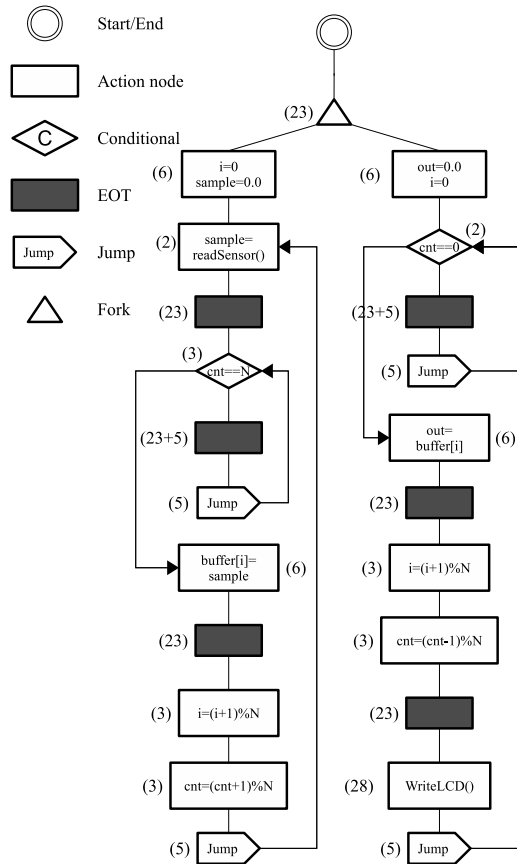 Start/End
Action node
C
Conditional
EOT
Jump
Jump
Fork
(23)
(6)
i=0
sample=0.0
(2)
sample=
readSensor()
(23)
(3)
cnt==N
(23+5)
(5)
Jump
buffer[i]=
sample
(6)
(23)
(3)
i=(i+1)%N
(3)
cnt=(cnt+1)%N
(5)
Jump
(6)
out=0.0
i=0
(2)
cnt==0
(23+5)
(5)
Jump
out=
buffer[i]
(6)
(23)
(3)
i=(i+1)%N
(3)
cnt=(cnt-1)%N
(23)
(28)
WriteLCD()
(5)
Jump